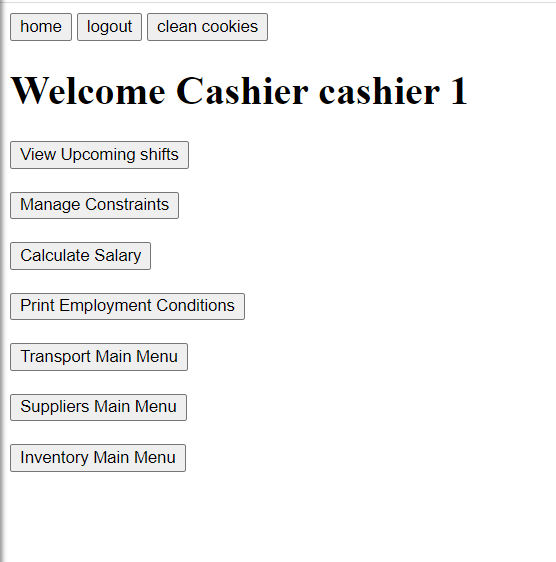 home logout clean cookies
Welcome Cashier cashier 1
View Upcoming shifts
Manage Constraints
Calculate Salary
Print Employment Conditions
Transport Main Menu
Suppliers Main Menu
Inventory Main Menu